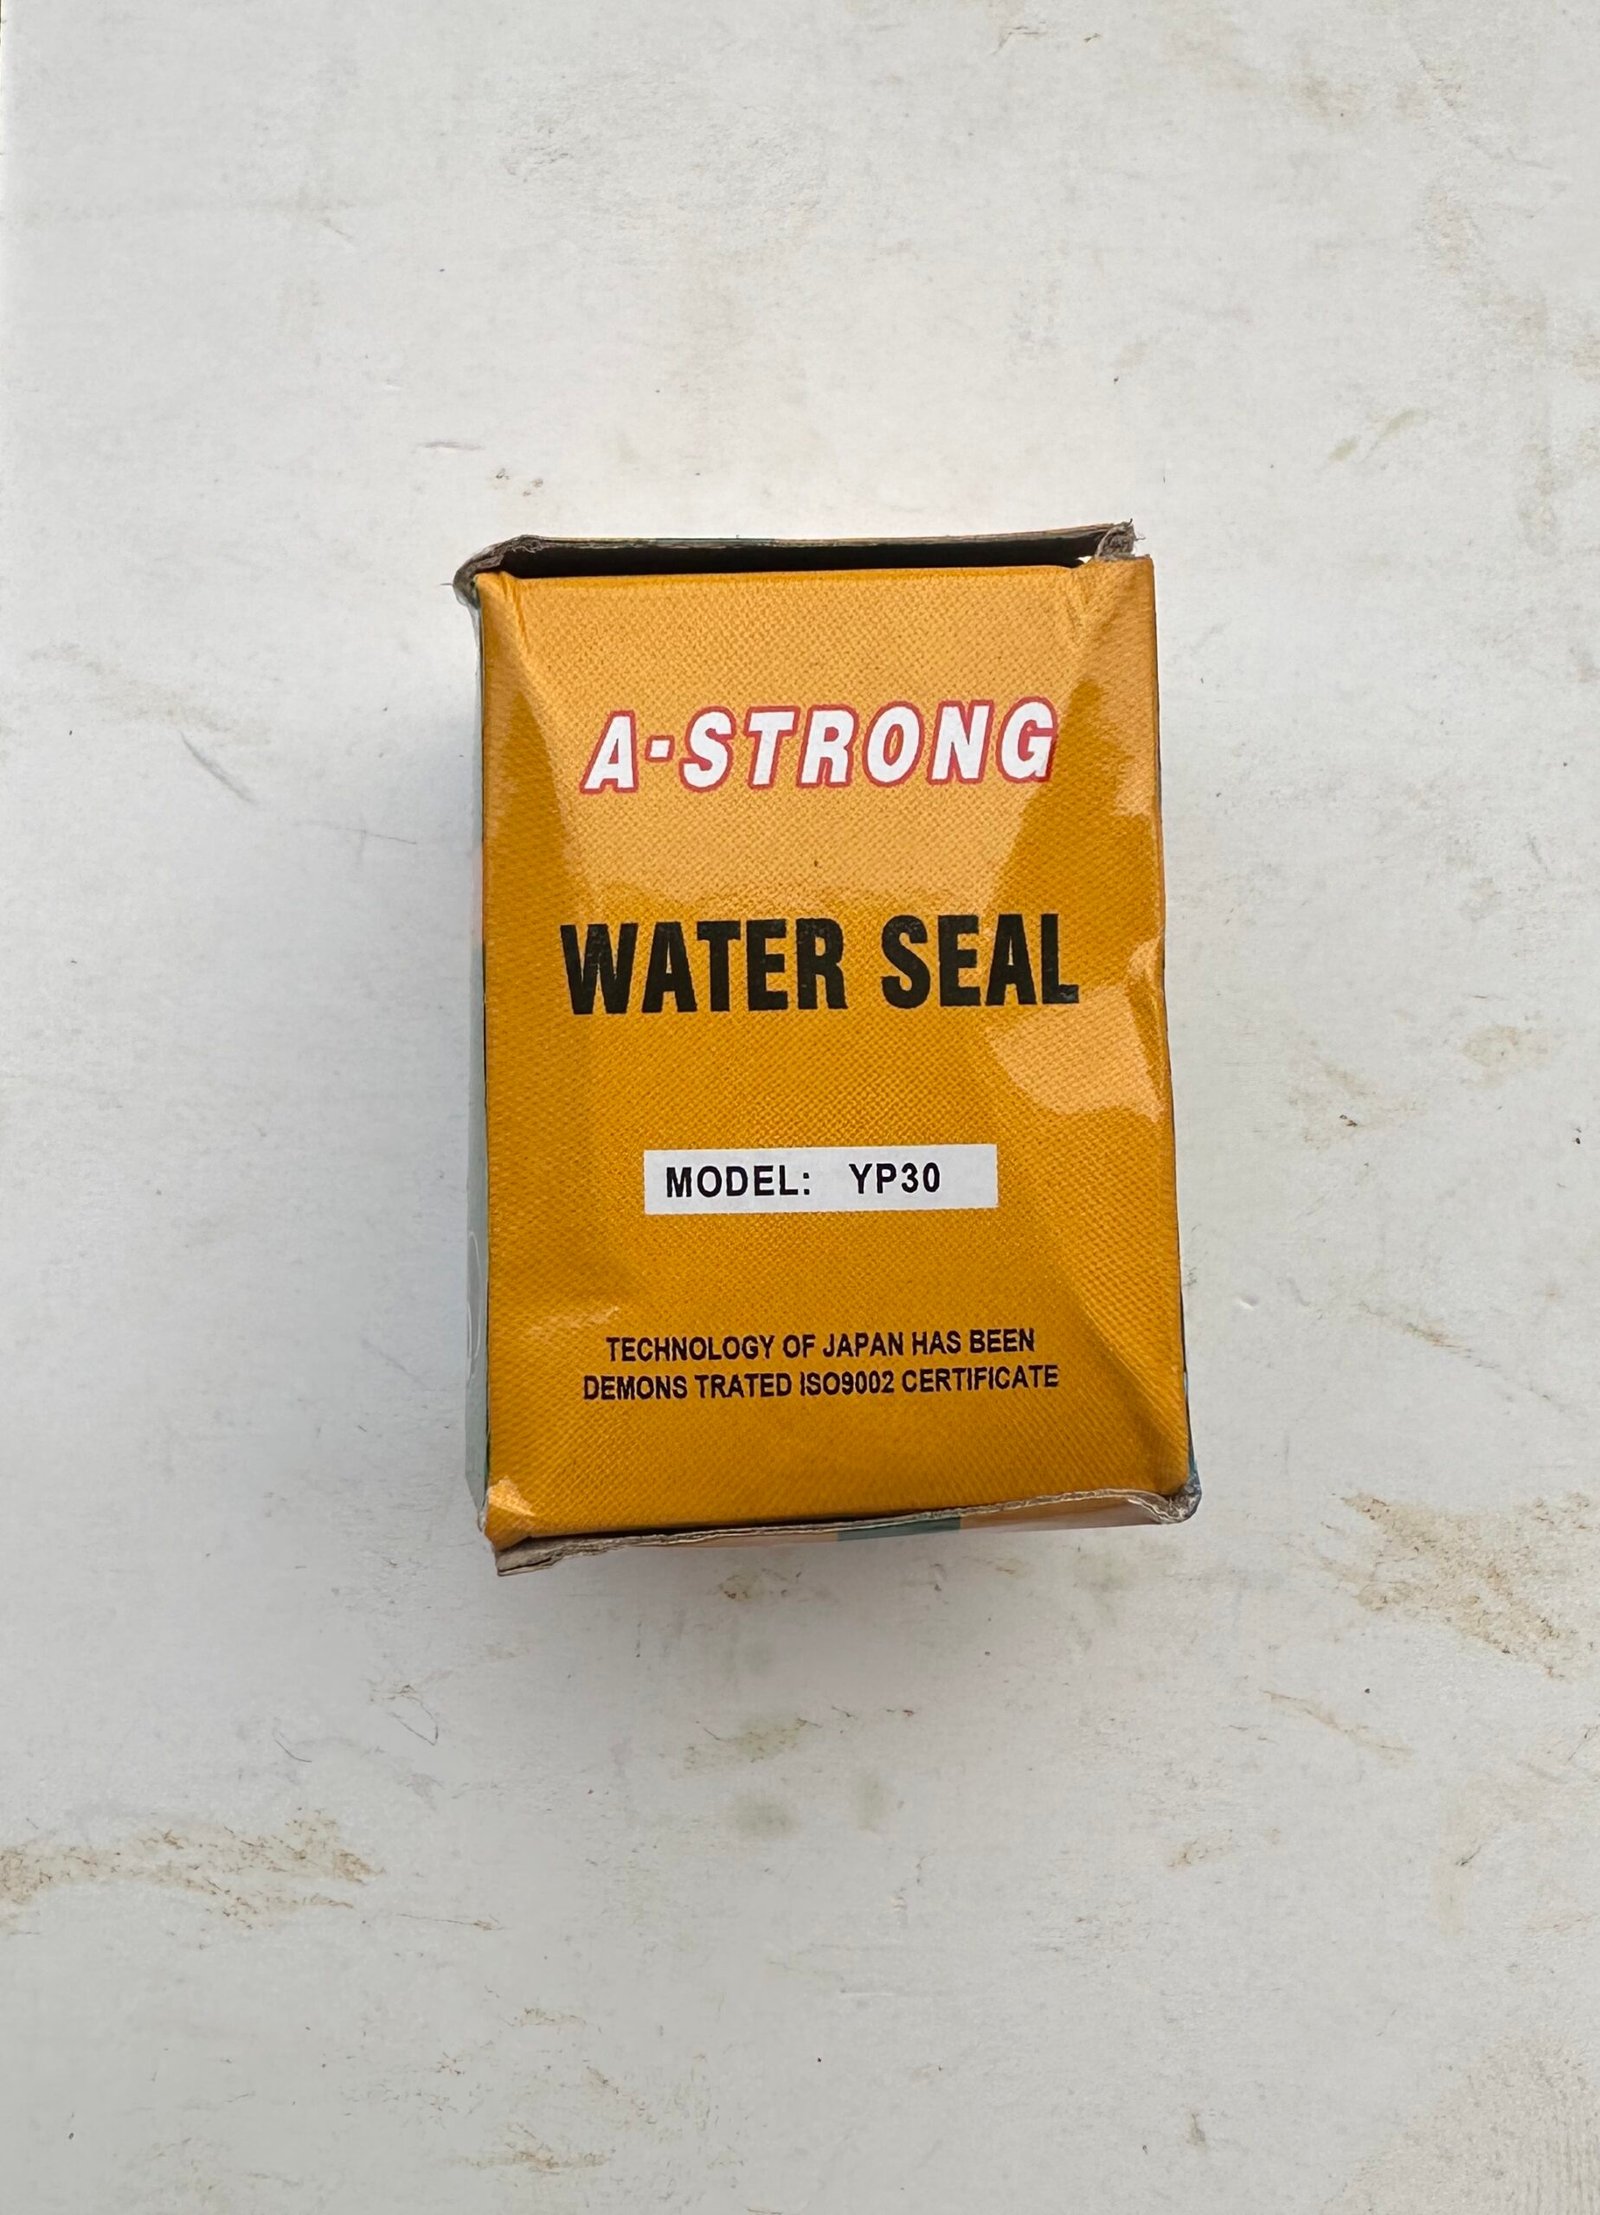 A-STRONG
WATER SEAL
MODEL: YP30
TECHNOLOGY OF JAPAN HAS BEEN
DEMONS TRATED ISO9002 CERTIFICATE